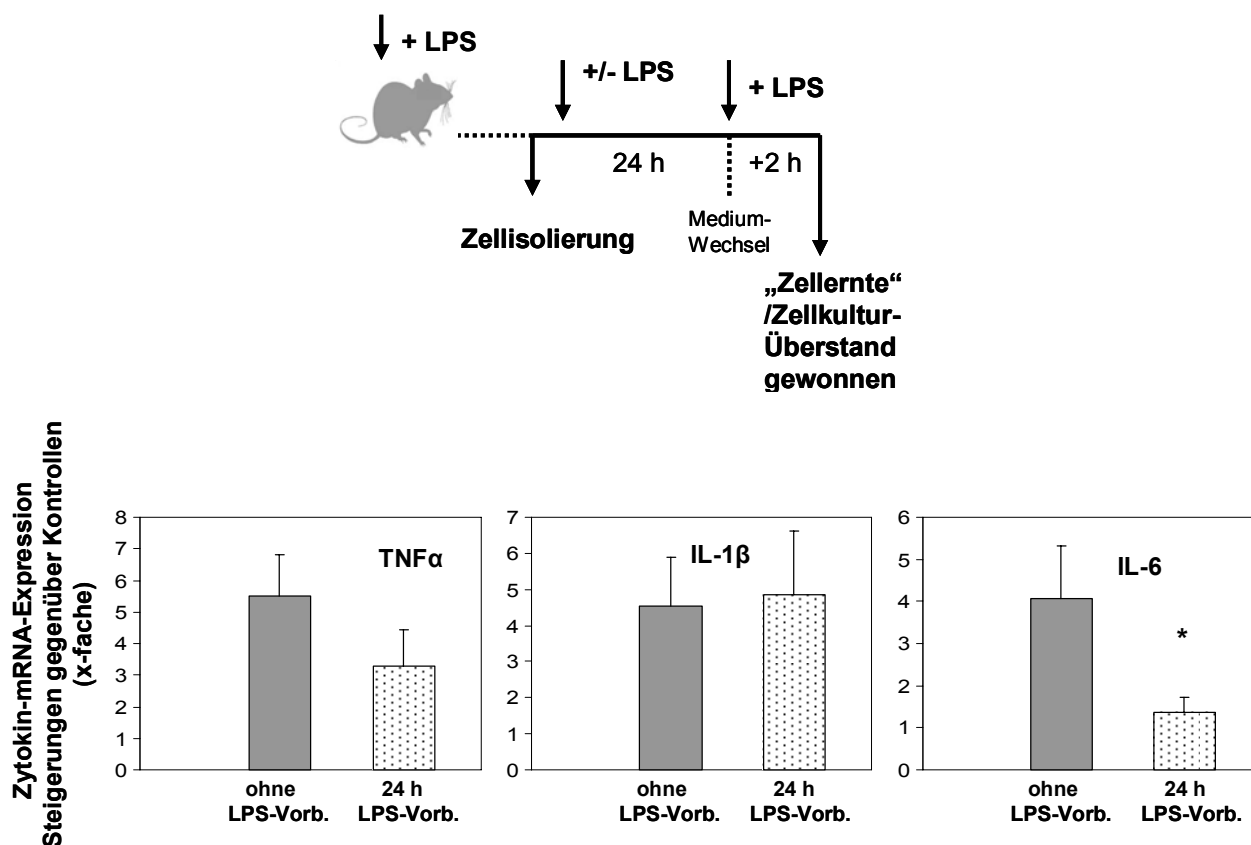 + LPS
+/- LPS
+ LPS
24 h
+2 h
Zellisolierung
Medium-
Wechsel
„Zellernte“
/Zellkultur-
Überstand
gewonnen
Zytokin-mRNA-Expression
Steigerungen gegenüber Kontrollen
(x-fache)
8
7
6
5
4
3
2
1
0
TNFα
ohne
LPS-Vorb.
24 h
LPS-Vorb.
7
6
5
4
3
2
1
0
IL-1β
ohne
LPS-Vorb.
24 h
LPS-Vorb.
6
5
4
3
2
1
0
IL-6
*
ohne
LPS-Vorb.
24 h
LPS-Vorb.